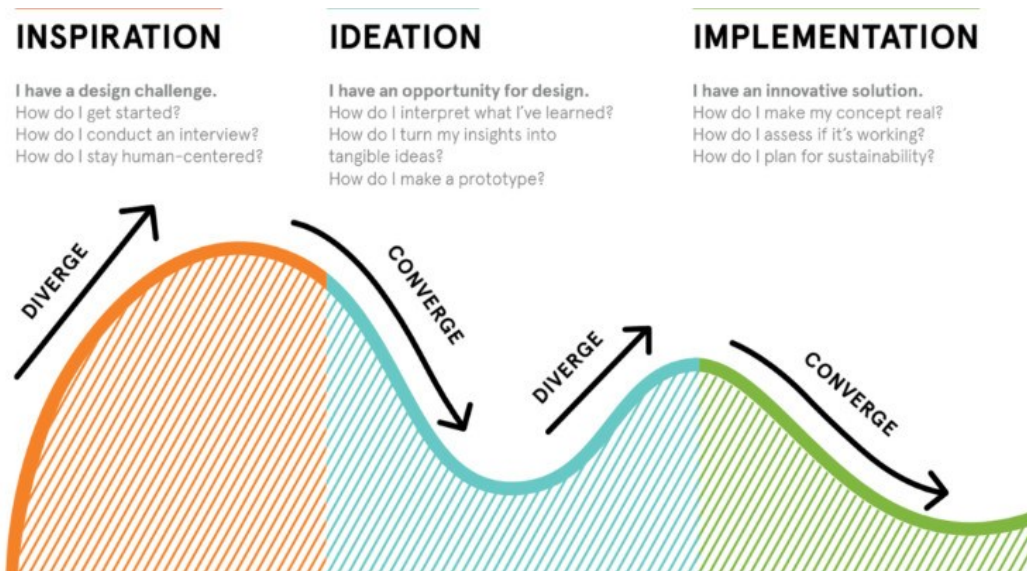 INSPIRATION
I have a design challenge.
How do I get started?
How do I conduct an interview?
How do I stay human-centered?
IDEATION
I have an opportunity for design.
How do I interpret what I've learned?
How do I turn my insights into
tangible ideas?
How do I make a prototype?
IMPLEMENTATION
I have an innovative solution.
How do I make my concept real?
How do I assess if it's working?
How do I plan for sustainability?
DIVERGE
CONVERGE
DIVERGE
CONVERGE